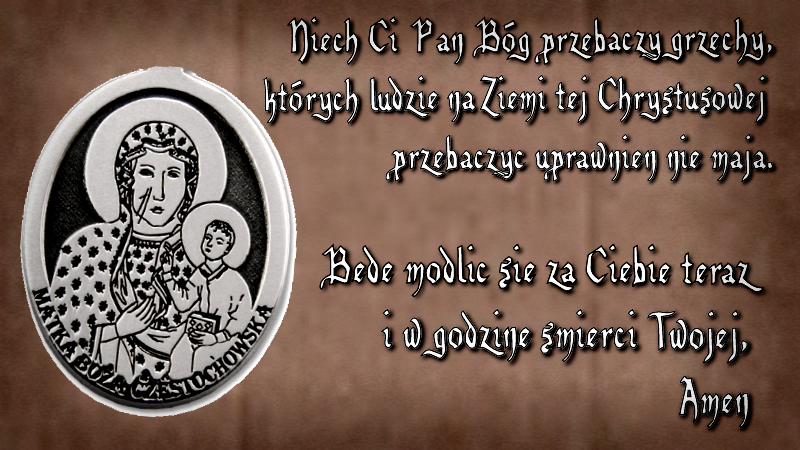 Niech Ci Pan Bóg przebaczy grzechy,
których ludzie na Ziemi tej Chrystusowej
przebaczyc uprawnien nie maja.
Bede modlic sie za Ciebie teraz
i w godzine smierci Twojej,
Amen
MATKA BOŻA CZĘSTOCHOWSKA